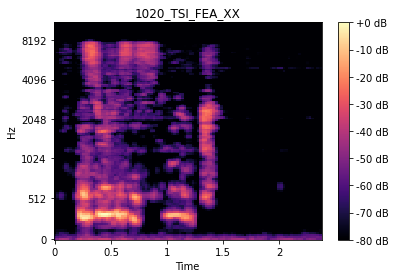 1020_TSI_FEA_XX
+0 dB
8192
-10 dB
4096
-20 dB
-30 dB
2048
Hz
-40 dB
1024
-50 dB
512
-60 dB
-70 dB
0
-80 dB
0
0.5
1
1.5
2
Time